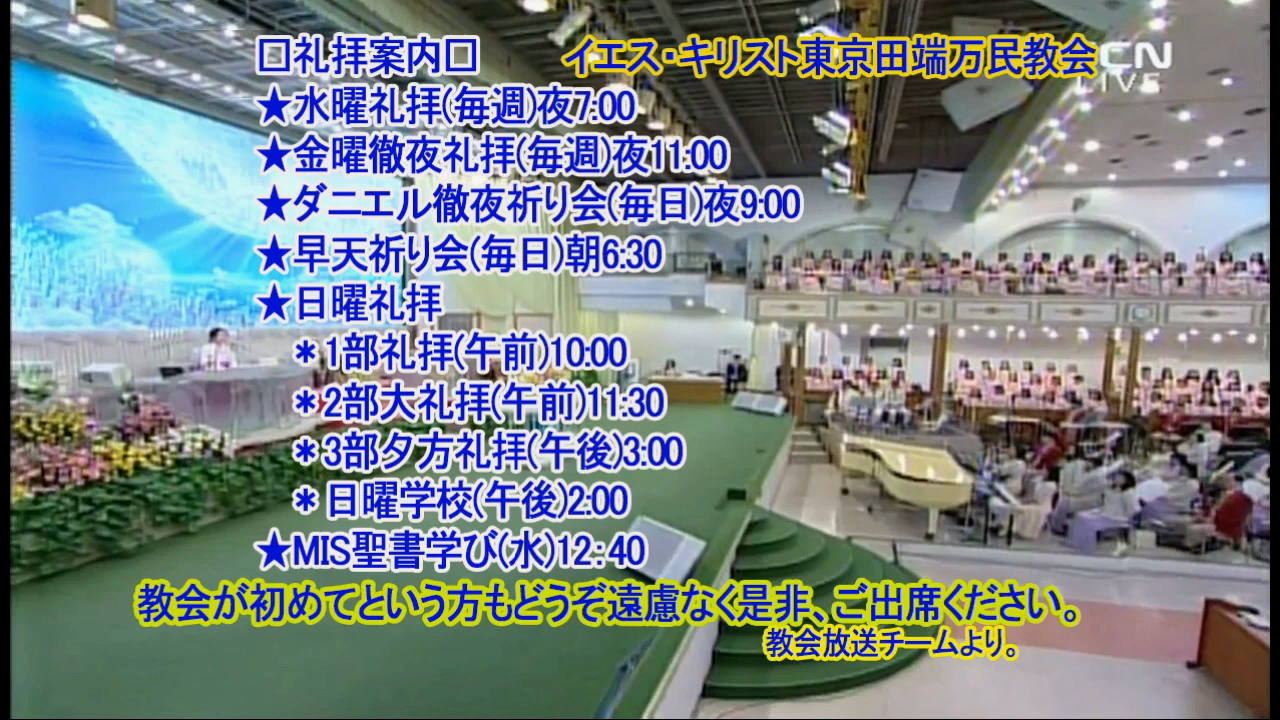 □礼拝案内□ イエス・キリスト東京田端万民教会
CN
LIVE
★水曜礼拝(毎週)夜7:00
★金曜徹夜礼拝(毎週)夜11:00
★ダニエル徹夜祈り会(毎日)夜9:00
★早天祈り会(毎日)朝6:30
★日曜礼拝
＊1部礼拝(午前)10:00
＊2部大礼拝(午前)11:30
＊3部夕方礼拝(午後)3:00
＊日曜学校(午後)2:00
★MIS聖書学び(水)12:40
教会が初めてという方もどうぞ遠慮なく是非、ご出席ください。
教会放送チームより。